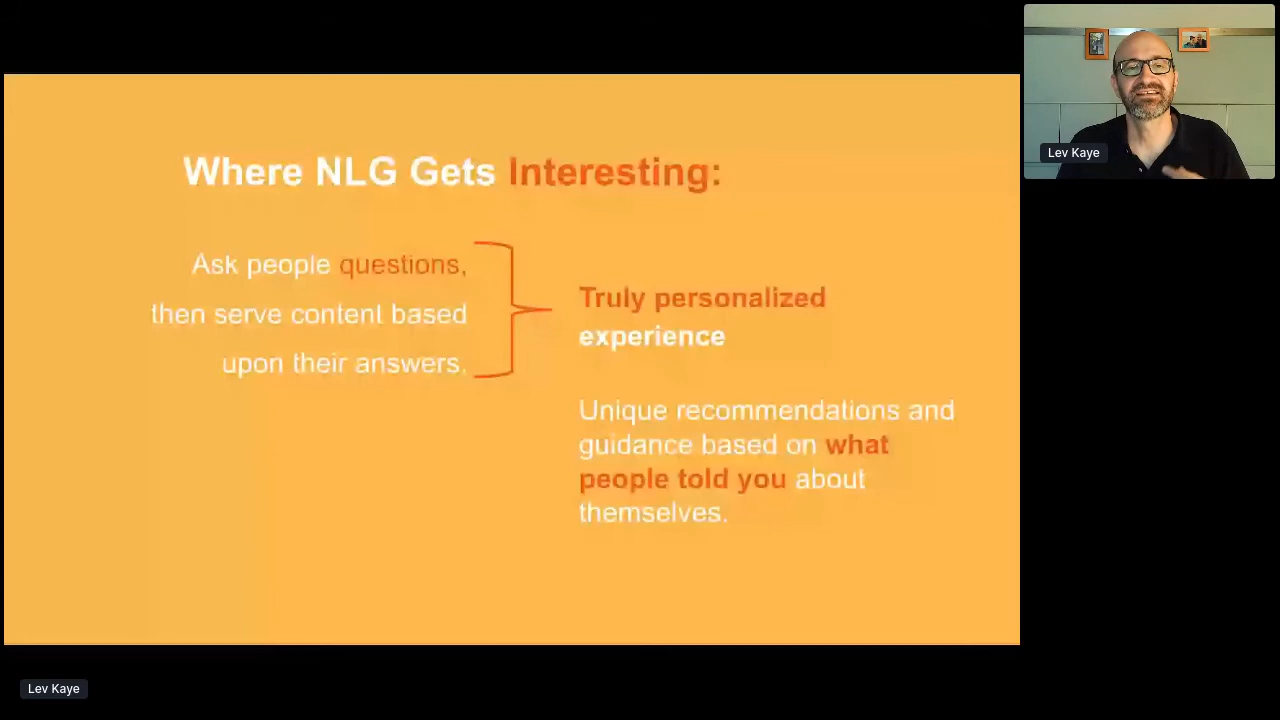 Where NLG Gets Interesting:
Ask people questions,
then serve content based
upon their answers.
Truly personalized
experience
Unique recommendations and
guidance based on what
people told you about
themselves.
Lev Kaye
Lev Kaye